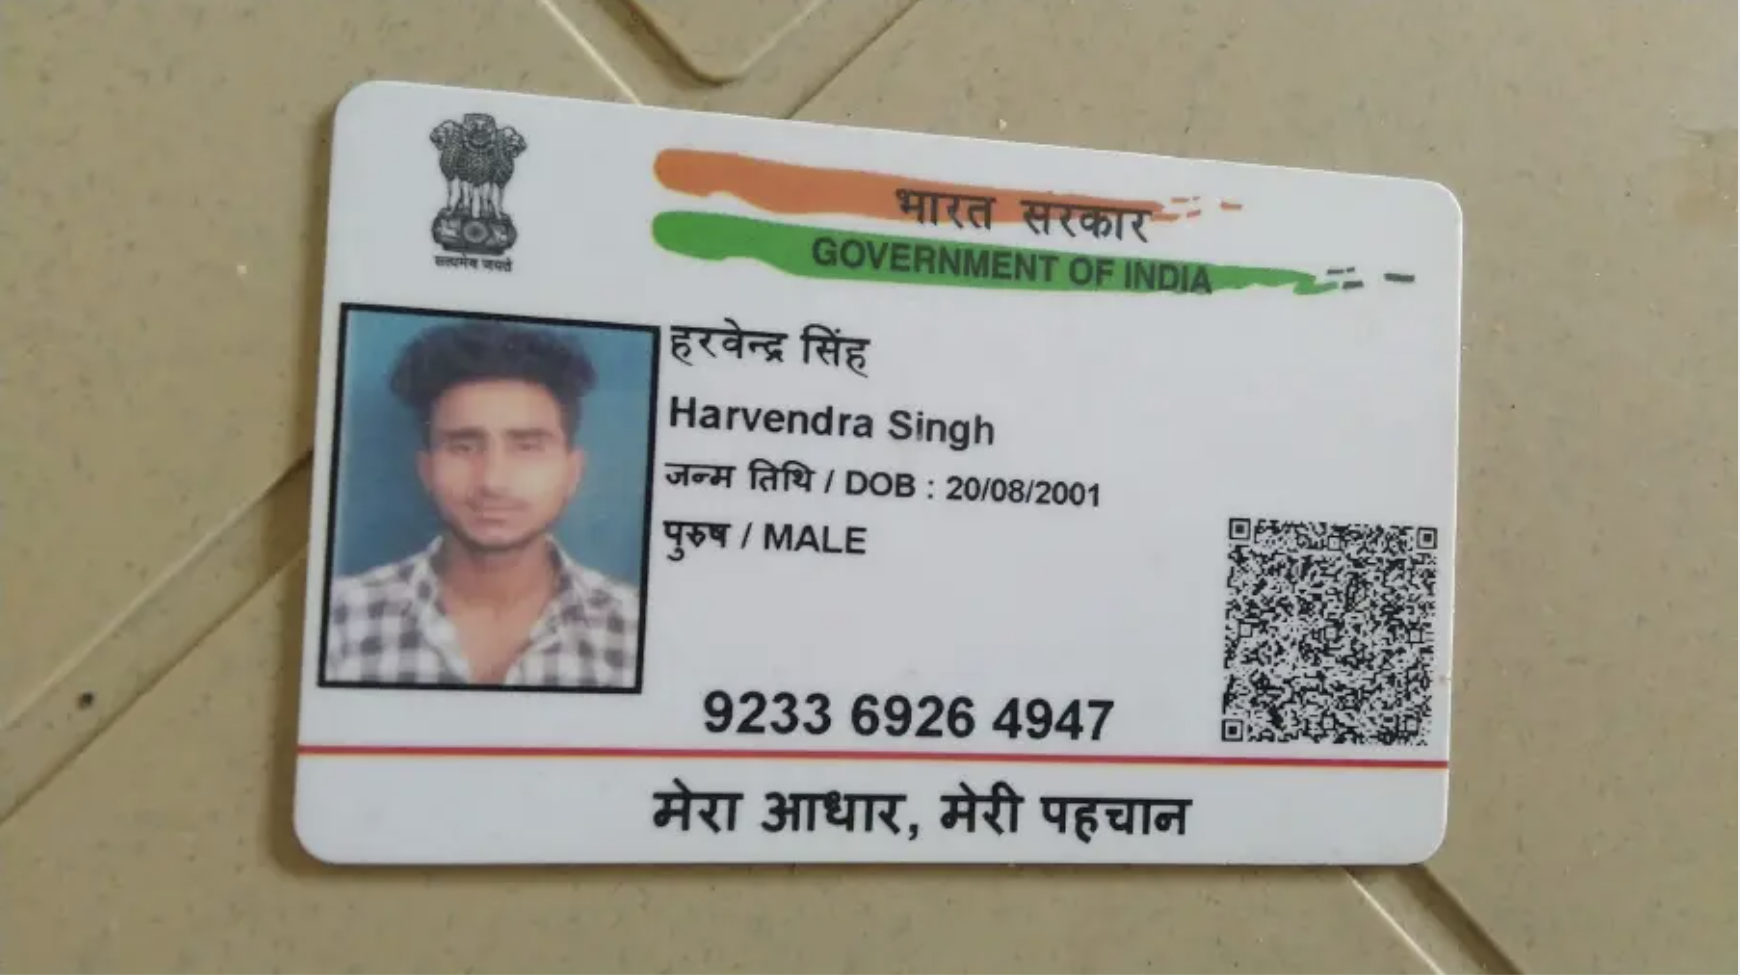 सत्यमेव जयते
भारत सरकार
GOVERNMENT OF INDIA
हरवेन्द्र सिंह
Harvendra Singh
जन्म तिथि / DOB : 20/08/2001
पुरुष / MALE
9233 6926 4947
मेरा आधार, मेरी पहचान